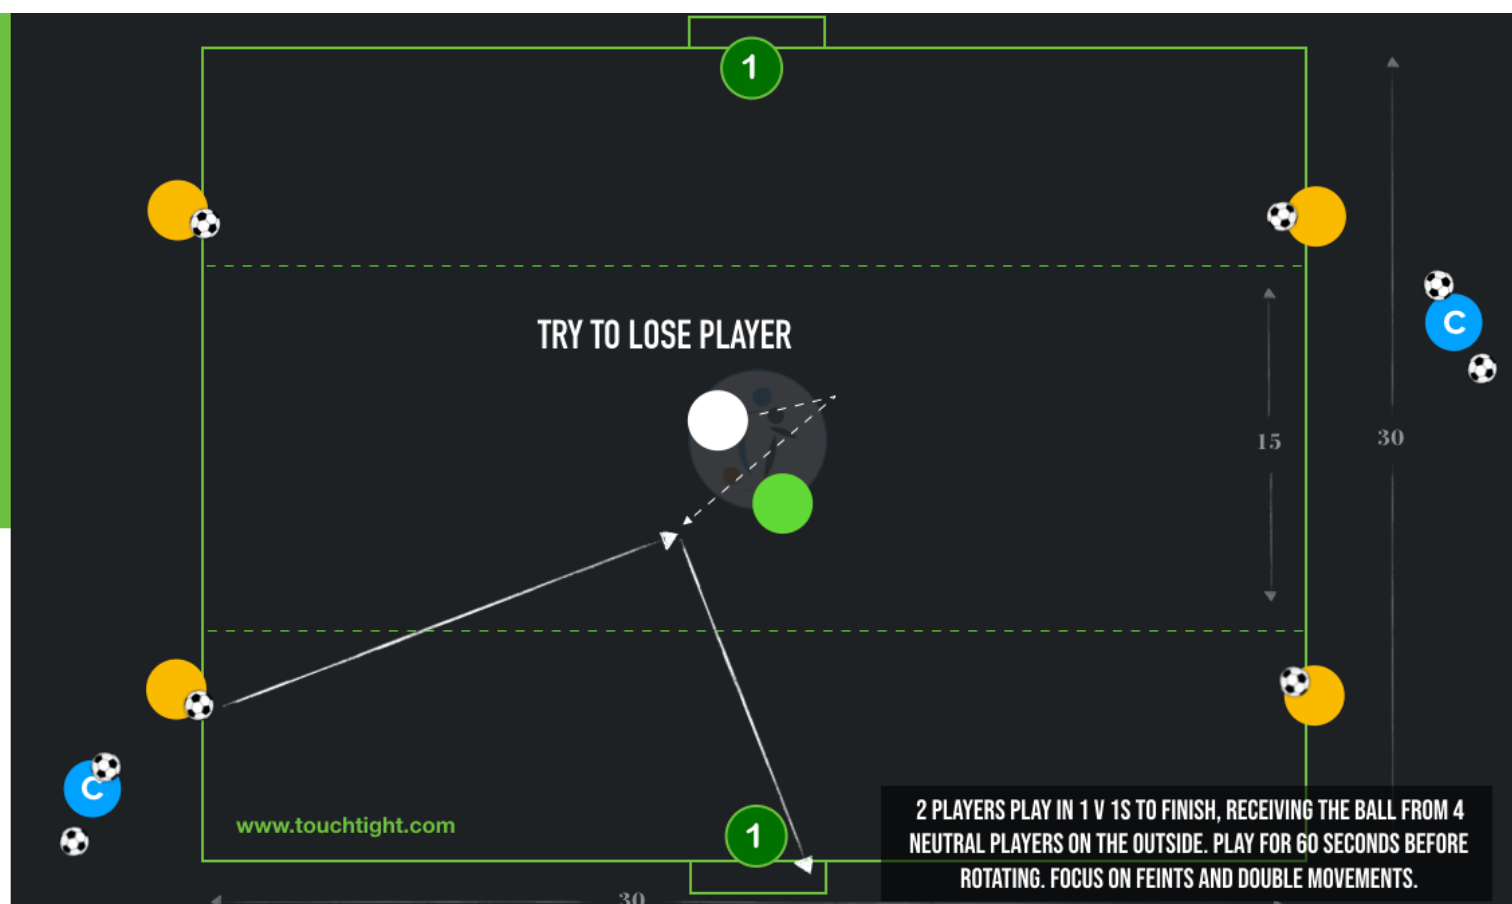 1
TRY TO LOSE PLAYER
C
15
30
C
www.touchtight.com
1
2 PLAYERS PLAY IN 1 V 1S TO FINISH, RECEIVING THE BALL FROM 4
NEUTRAL PLAYERS ON THE OUTSIDE. PLAY FOR 60 SECONDS BEFORE
ROTATING. FOCUS ON FEINTS AND DOUBLE MOVEMENTS.
30